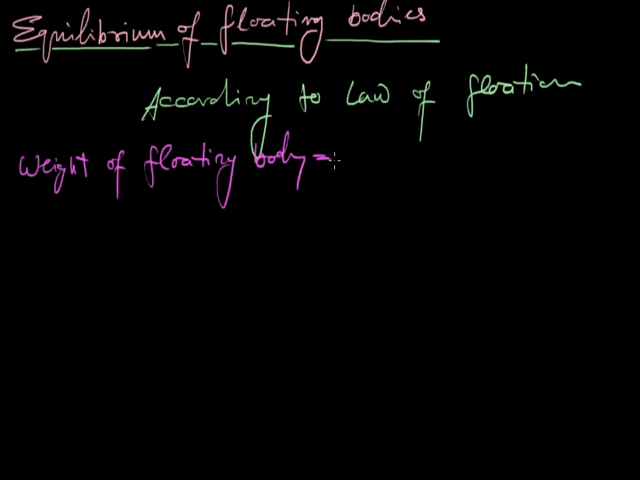 Equilibrium of floating bodies
According to Law of floation
Weight of floating body =